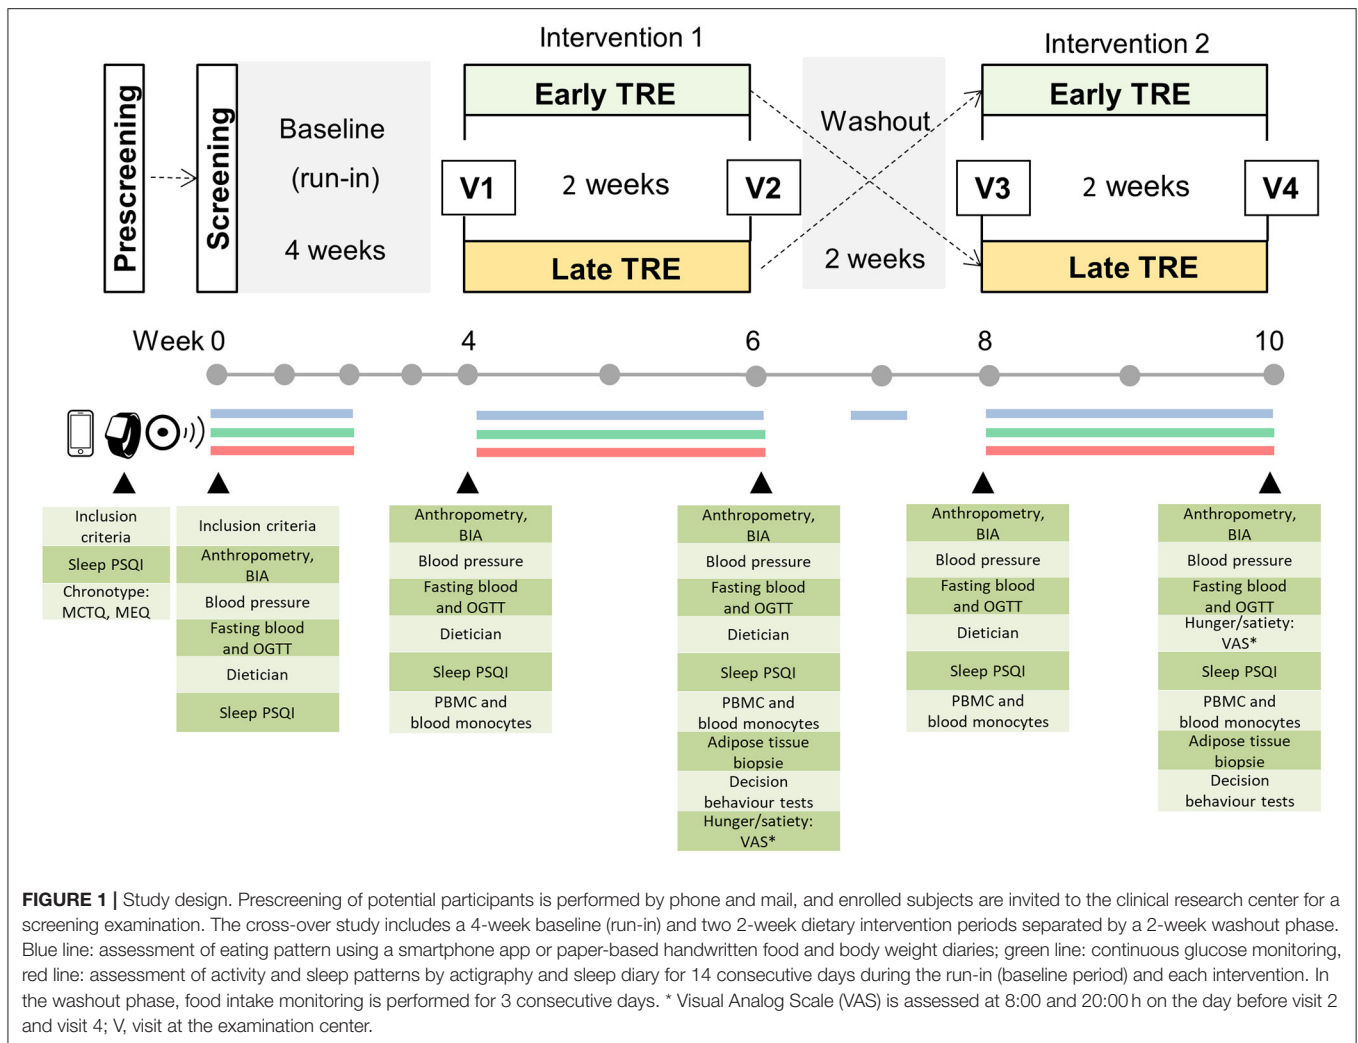 Intervention 1
Intervention 2
Prescreening
Screening
Baseline
(run-in)
4 weeks
Early TRE
V1
2 weeks
V2
Late TRE
Washout
2 weeks
Early TRE
V3
2 weeks
V4
Late TRE
Week 0
4
6
8
10
Inclusion
criteria
Sleep PSQI
Chronotype:
MCTQ, MEQ
Inclusion criteria
Anthropometry,
BIA
Blood pressure
Fasting blood
and OGTT
Dietician
Sleep PSQI
Anthropometry,
BIA
Blood pressure
Fasting blood
and OGTT
Dietician
Sleep PSQI
PBMC and
blood monocytes
Anthropometry,
BIA
Blood pressure
Fasting blood
and OGTT
Dietician
Sleep PSQI
PBMC and
blood monocytes
Adipose tissue
biopsie
Decision
behaviour tests
Hunger/satiety:
VAS*
Anthropometry,
BIA
Blood pressure
Fasting blood
and OGTT
Dietician
Sleep PSQI
PBMC and
blood monocytes
Anthropometry,
BIA
Blood pressure
Fasting blood
and OGTT
Hunger/satiety:
VAS*
Sleep PSQI
PBMC and
blood monocytes
Adipose tissue
biopsie
Decision
behaviour tests
FIGURE 1 | Study design. Prescreening of potential participants is performed by phone and mail, and enrolled subjects are invited to the clinical research center for a
screening examination. The cross-over study includes a 4-week baseline (run-in) and two 2-week dietary intervention periods separated by a 2-week washout phase.
Blue line: assessment of eating pattern using a smartphone app or paper-based handwritten food and body weight diaries; green line: continuous glucose monitoring,
red line: assessment of activity and sleep patterns by actigraphy and sleep diary for 14 consecutive days during the run-in (baseline period) and each intervention. In
the washout phase, food intake monitoring is performed for 3 consecutive days. * Visual Analog Scale (VAS) is assessed at 8:00 and 20:00 h on the day before visit 2
and visit 4; V, visit at the examination center.